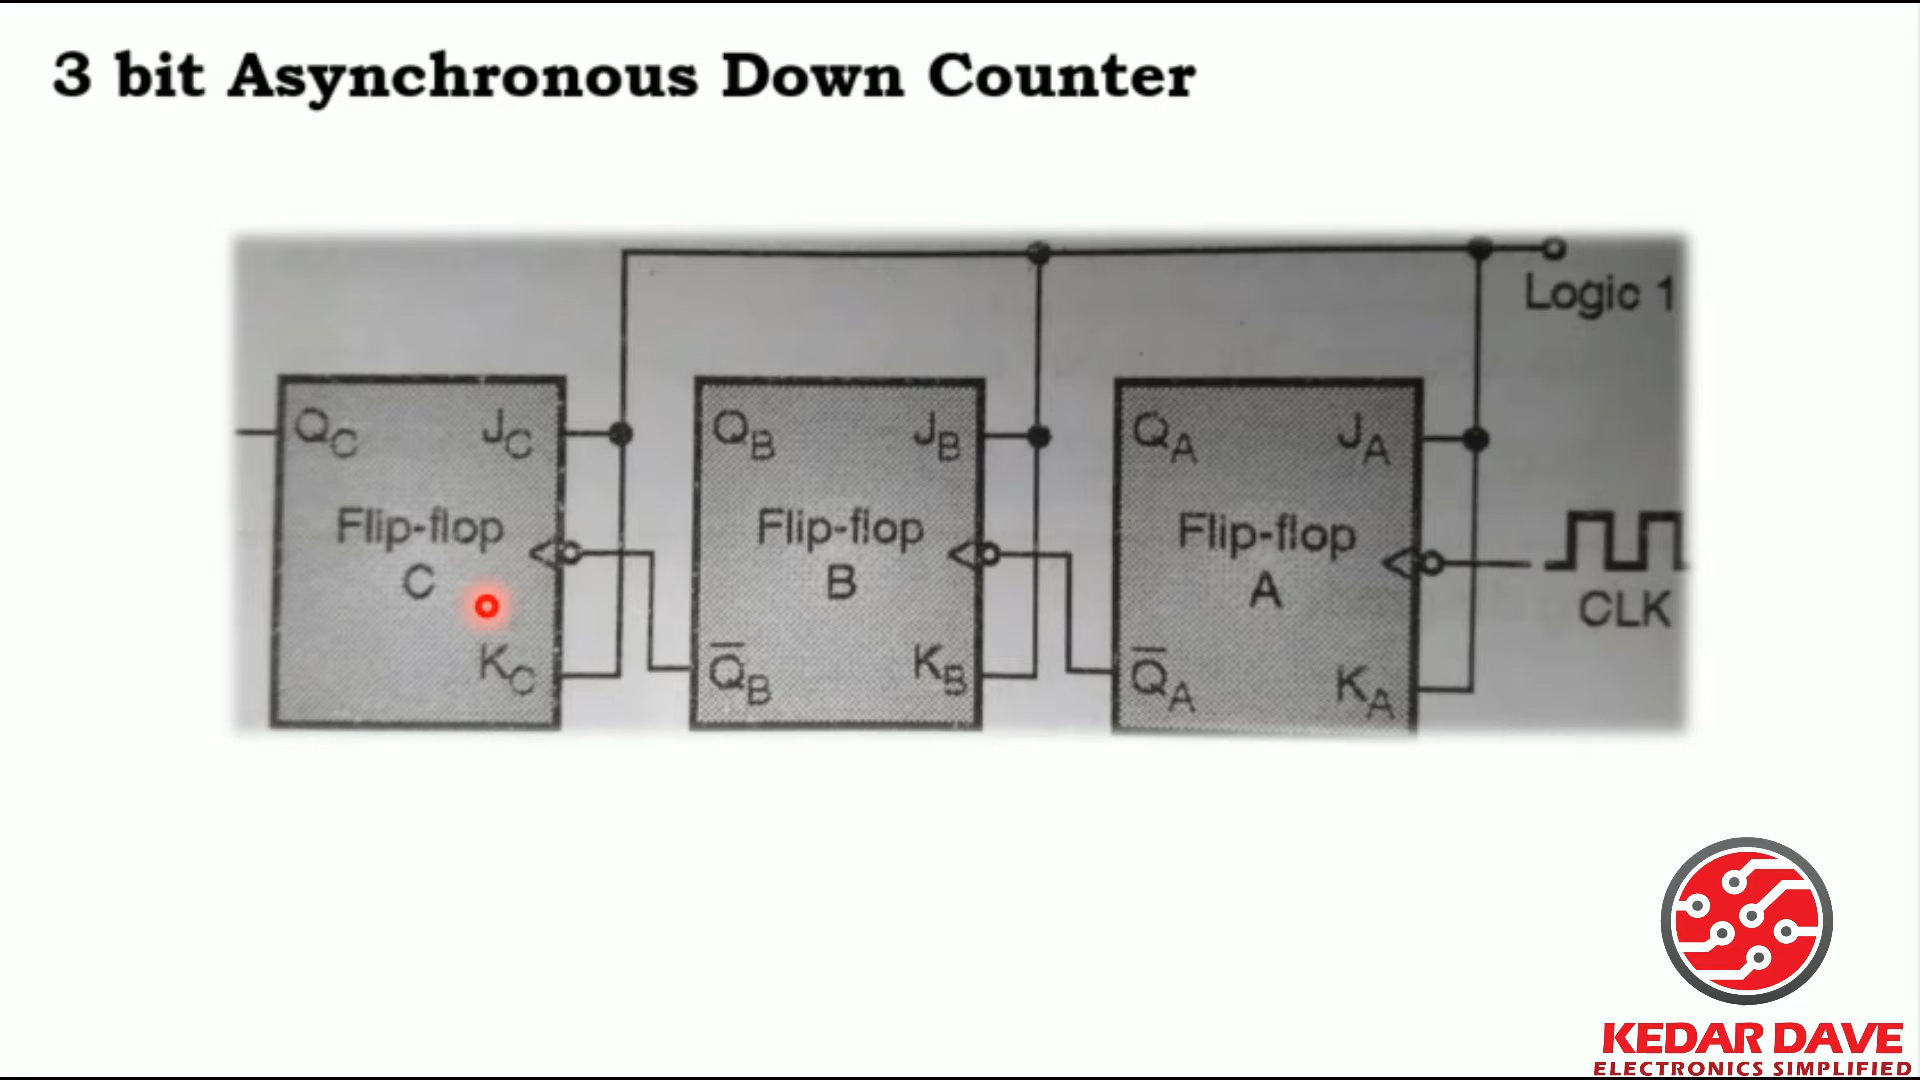 3 bit Asynchronous Down Counter
Logic 1
QC JC
QB JB
QA JA
Flip-flop
C
Flip-flop
B
Flip-flop
A
CLK
KC
Q̅B KB
Q̅A KA
KEDAR DAVE
ELECTRONICS SIMPLIFIED